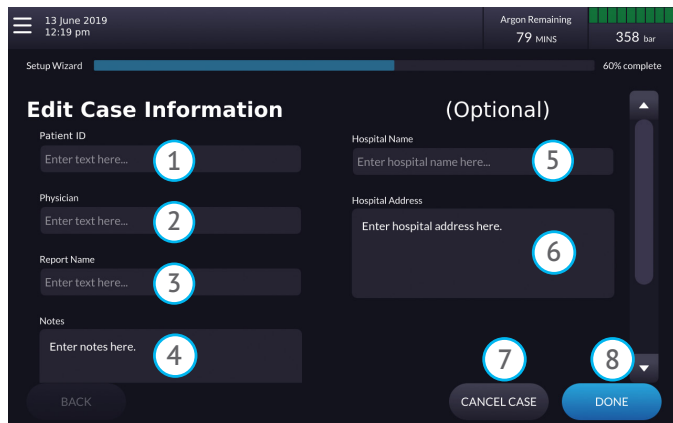 13 June 2019
12:19 pm
Argon Remaining
79 MINS
358 bar
Setup Wizard
60% complete
Edit Case Information
Patient ID
Enter text here...
1
Physician
Enter text here...
2
Report Name
Enter text here...
3
Notes
Enter notes here.
4
(Optional)
Hospital Name
Enter hospital name here...
5
Hospital Address
Enter hospital address here.
6
7
8
BACK
CANCEL CASE
DONE